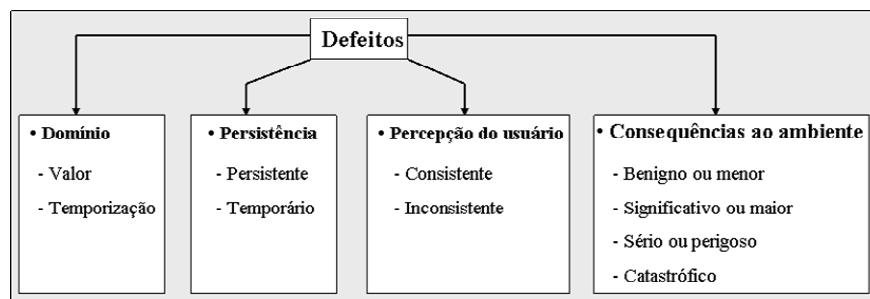 Defeitos
• Domínio
- Valor
- Temporização
• Persistência
- Persistente
- Temporário
• Percepção do usuário
- Consistente
- Inconsistente
• Consequências ao ambiente
- Benigno ou menor
- Significativo ou maior
- Sério ou perigoso
- Catastrófico